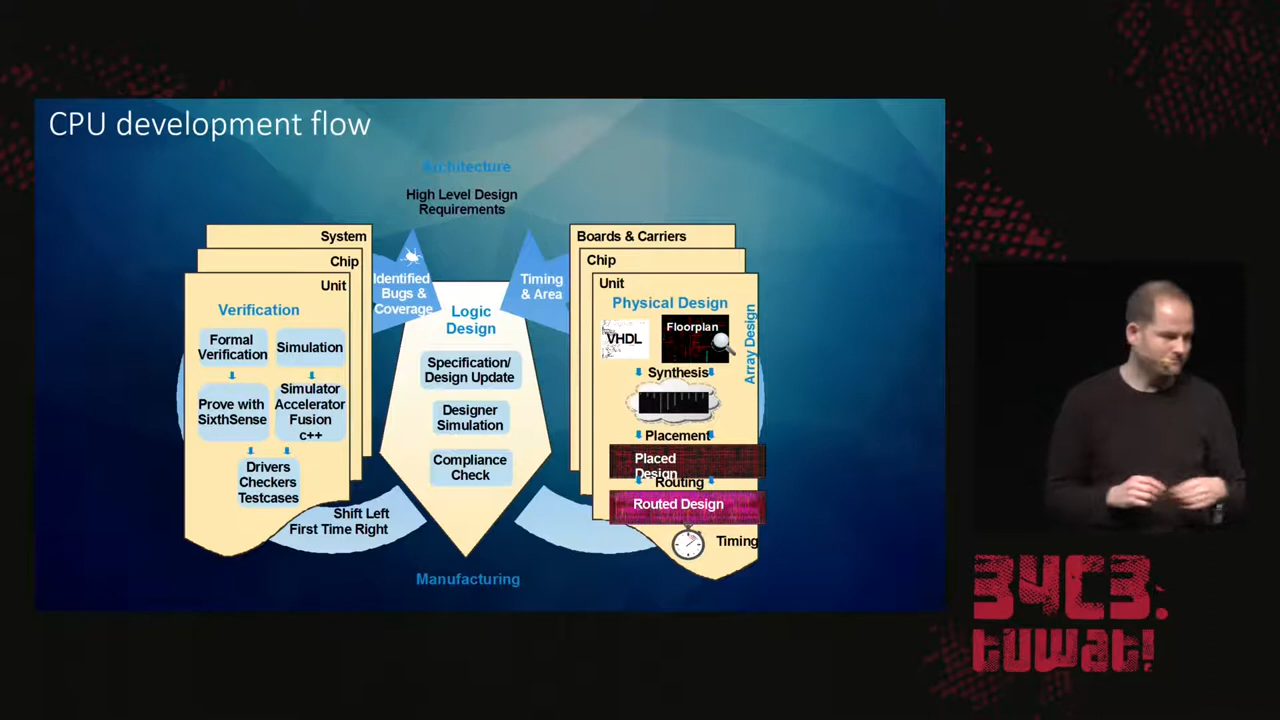 CPU development flow
Architecture
High Level Design
Requirements
System
Chip
Unit
Verification
Formal
Verification
Simulation
Prove with
SixthSense
Simulator
Accelerator
Fusion
c++
Drivers
Checkers
Testcases
Shift Left
First Time Right
Identified
Bugs &
Coverage
Logic
Design
Specification/
Design Update
Designer
Simulation
Compliance
Check
Manufacturing
Timing
& Area
Boards & Carriers
Chip
Unit
Physical Design
Array Design
VHDL
Floorplan
Synthesis
Placement
Placed
Design
Routing
Routed Design
Timing
34C3.
tuwat!